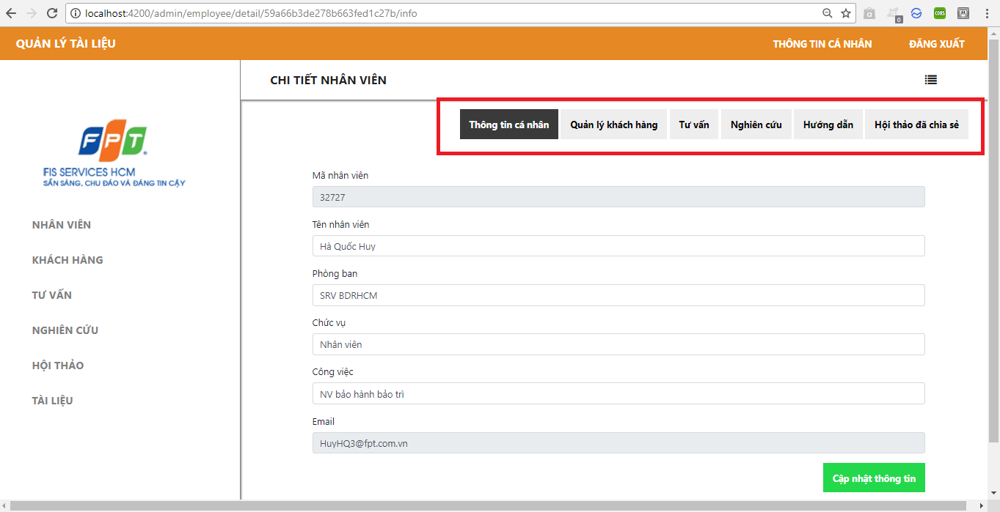 localhost:4200/admin/employee/detail/59a66b3de278b663fed1c27b/info
CORS
0
QUẢN LÝ TÀI LIỆU
THÔNG TIN CÁ NHÂN
ĐĂNG XUẤT
CHI TIẾT NHÂN VIÊN
FPT
FIS SERVICES HCM
SẴN SÀNG, CHU ĐÁO VÀ ĐÁNG TIN CẬY
NHÂN VIÊN
KHÁCH HÀNG
TƯ VẤN
NGHIÊN CỨU
HỘI THẢO
TÀI LIỆU
Thông tin cá nhân
Quản lý khách hàng
Tư vấn
Nghiên cứu
Hướng dẫn
Hội thảo đã chia sẻ
Mã nhân viên
32727
Tên nhân viên
Hà Quốc Huy
Phòng ban
SRV BDRHCM
Chức vụ
Nhân viên
Công việc
NV bảo hành bảo trì
Email
HuyHQ3@fpt.com.vn
Cập nhật thông tin